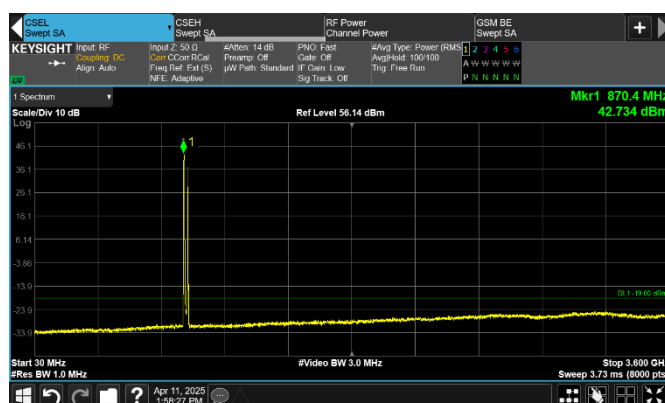 CSEL
Swept SA
CSEH
Swept SA
RF Power
Channel Power
GSM BE
Swept SA
+
KEYSIGHT
Input: RF
Coupling: DC
Align: Auto
Input Z: 50 Ω
Corr CCorr RCal
Freq Ref: Ext (S)
NFE: Adaptive
#Atten: 14 dB
Preamp: Off
µW Path: Standard
PNO: Fast
Gate: Off
IF Gain: Low
Sig Track: Off
#Avg Type: Power (RMS
Avg|Hold: 100/100
Trig: Free Run
1 2 3 4 5 6
A W W W W W
P N N N N N
1 Spectrum
Scale/Div 10 dB
Ref Level 56.14 dBm
Mkr1 870.4 MHz
42.734 dBm
Log
1
46.1
36.1
26.1
16.1
6.14
-3.86
-13.9
DL1 -19.00 dBm
-23.9
-33.9
Start 30 MHz
#Video BW 3.0 MHz
Stop 3.600 GH
#Res BW 1.0 MHz
Sweep 3.73 ms (8000 pts
?
Apr 11, 2025
1:58:27 PM